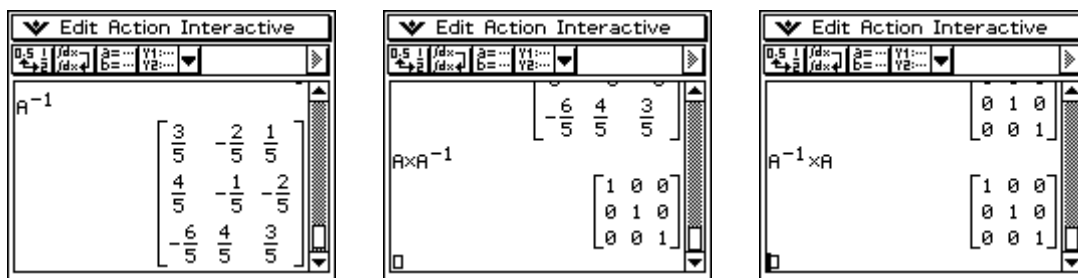 Edit Action Interactive
A⁻¹
[3/5 -2/5 1/5]
[4/5 -1/5 -2/5]
[-6/5 4/5 3/5]
Edit Action Interactive
[-6/5 4/5 3/5]
A×A⁻¹
[1 0 0]
[0 1 0]
[0 0 1]
Edit Action Interactive
0 1 0
0 0 1]
A⁻¹×A
[1 0 0]
[0 1 0]
[0 0 1]